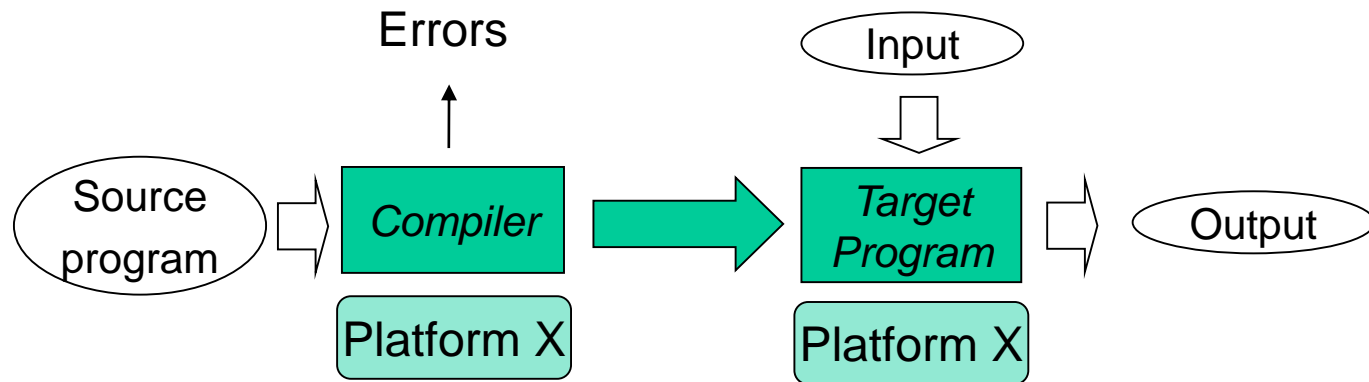 Errors
Input
Source
program
Compiler
Target
Program
Output
Platform X
Platform X